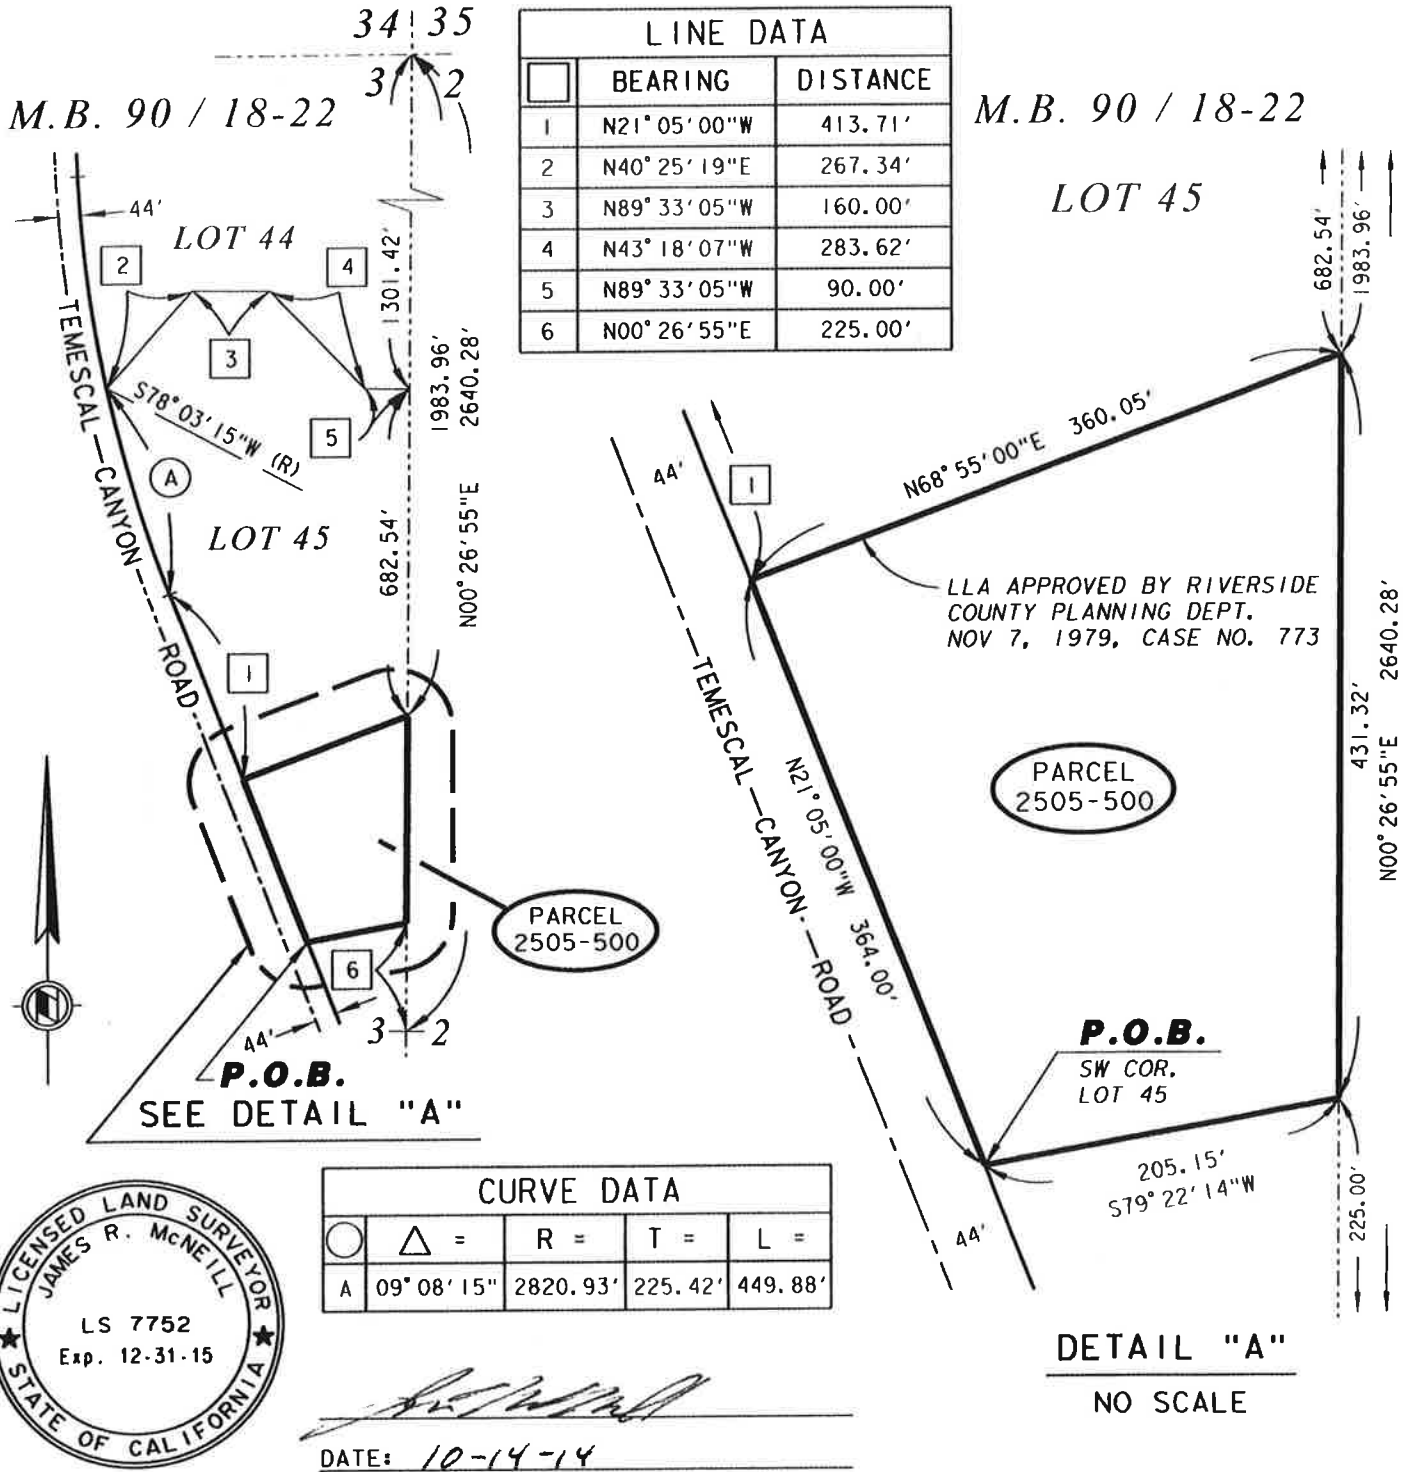 34 35
3 2
M.B. 90 / 18-22
LINE DATA
BEARING DISTANCE
1 N21°05'00"W 413.71'
2 N40°25'19"E 267.34'
3 N89°33'05"W 160.00'
4 N43°18'07"W 283.62'
5 N89°33'05"W 90.00'
6 N00°26'55"E 225.00'
M.B. 90 / 18-22
LOT 45
44'
LOT 44
2
4
3
5
S78°03'15"W (R)
A
LOT 45
1
TEMESCAL CANYON ROAD
1301.42'
682.54'
1983.96'
N00°26'55"E 2640.28'
PARCEL
2505-500
6
3 2
44'
P.O.B.
SEE DETAIL "A"
682.54'
1983.96'
44'
1
N68°55'00"E 360.05'
LLA APPROVED BY RIVERSIDE
COUNTY PLANNING DEPT.
NOV 7, 1979, CASE NO. 773
TEMESCAL CANYON ROAD
N21°05'00"W 364.00'
PARCEL
2505-500
431.32'
N00°26'55"E 2640.28'
P.O.B.
SW COR.
LOT 45
205.15'
S79°22'14"W
225.00'
44'
DETAIL "A"
NO SCALE
CURVE DATA
△ = R = T = L =
A 09°08'15" 2820.93' 225.42' 449.88'
LICENSED LAND SURVEYOR
JAMES R. McNEILL
LS 7752
Exp. 12-31-15
STATE OF CALIFORNIA
DATE: 10-14-14